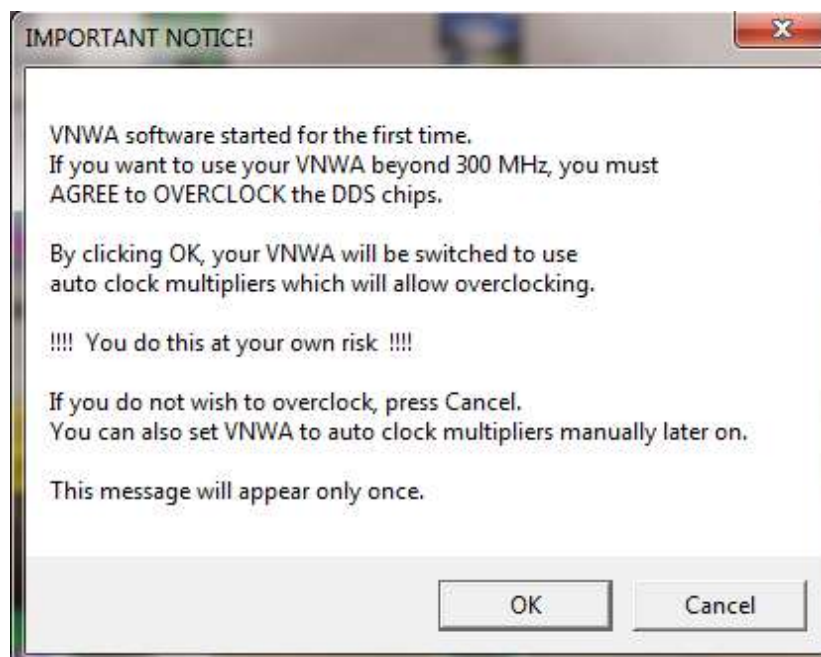 IMPORTANT NOTICE!
VNWA software started for the first time.
If you want to use your VNWA beyond 300 MHz, you must
AGREE to OVERCLOCK the DDS chips.
By clicking OK, your VNWA will be switched to use
auto clock multipliers which will allow overclocking.
!!!! You do this at your own risk !!!!
If you do not wish to overclock, press Cancel.
You can also set VNWA to auto clock multipliers manually later on.
This message will appear only once.
OK Cancel